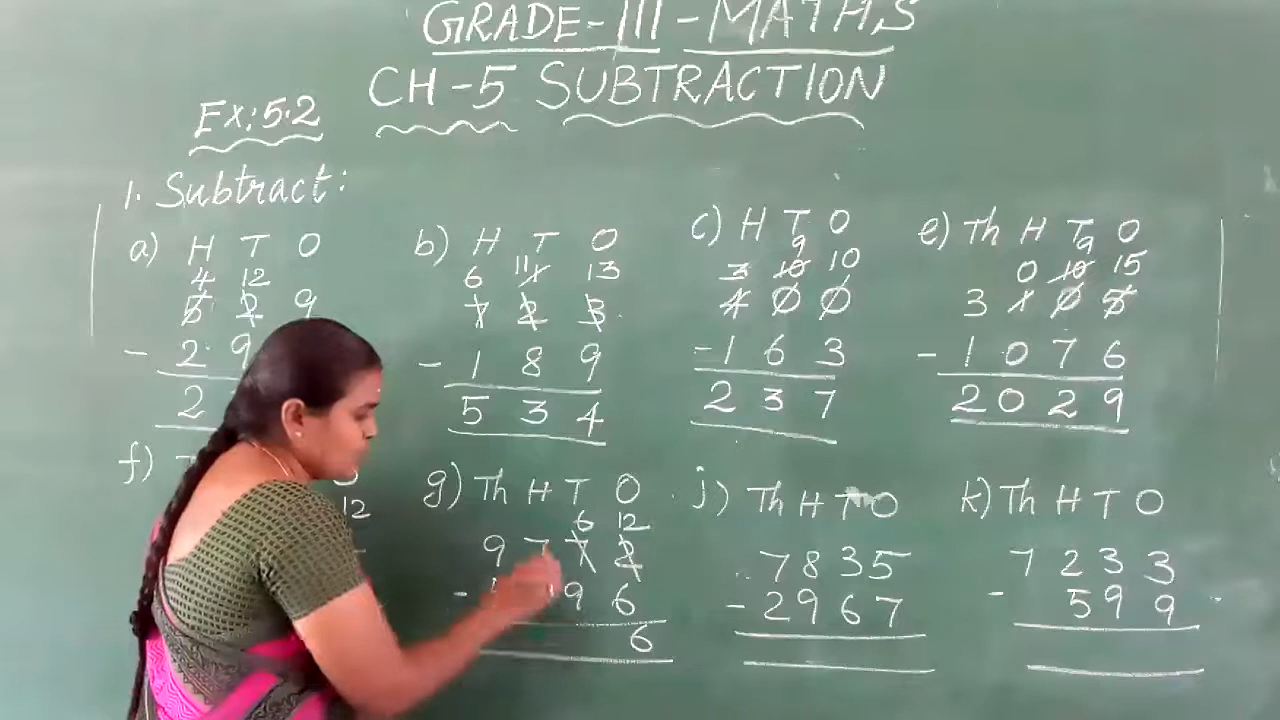 GRADE-III-MATHS
CH-5 SUBTRACTION
Ex:5.2
1. Subtract:
a) H T O
4 12
5 2 9
- 2 9
2
b) H T O
6 11 1 13
7 2 3
- 1 8 9
5 3 4
c) H T O
9
3 10 10
4 0 0
- 1 6 3
2 3 7
e) Th H T O
9
0 10 15
3 1 0 5
- 1 0 7 6
2 0 2 9
f)
12
g) Th H T O
6 12
9 7 7 2
- 9 6
6
j) Th H T O
7 8 3 5
- 2 9 6 7
k) Th H T O
7 2 3 3
- 5 9 9